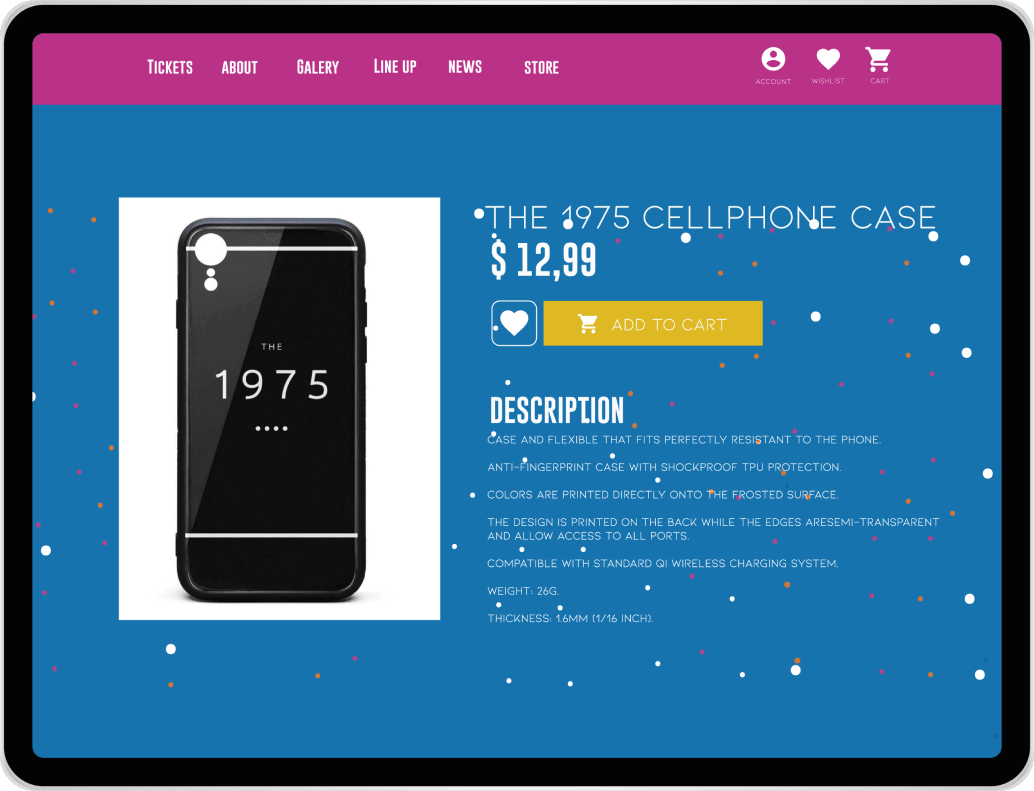 Tickets
ABOUT
Galery
Line up
NEWS
STORE
ACCOUNT
WISHLIST
CART
THE 1975 CELLPHONE CASE
$ 12,99
ADD TO CART
THE
1975
DESCRIPTION
CASE AND FLEXIBLE THAT FITS PERFECTLY RESISTANT TO THE PHONE.
ANTI-FINGERPRINT CASE WITH SHOCKPROOF TPU PROTECTION.
COLORS ARE PRINTED DIRECTLY ONTO THE FROSTED SURFACE.
THE DESIGN IS PRINTED ON THE BACK WHILE THE EDGES ARESEMI-TRANSPARENT
AND ALLOW ACCESS TO ALL PORTS.
COMPATIBLE WITH STANDARD QI WIRELESS CHARGING SYSTEM.
WEIGHT: 26G.
THICKNESS: 1.6MM (1/16 INCH).